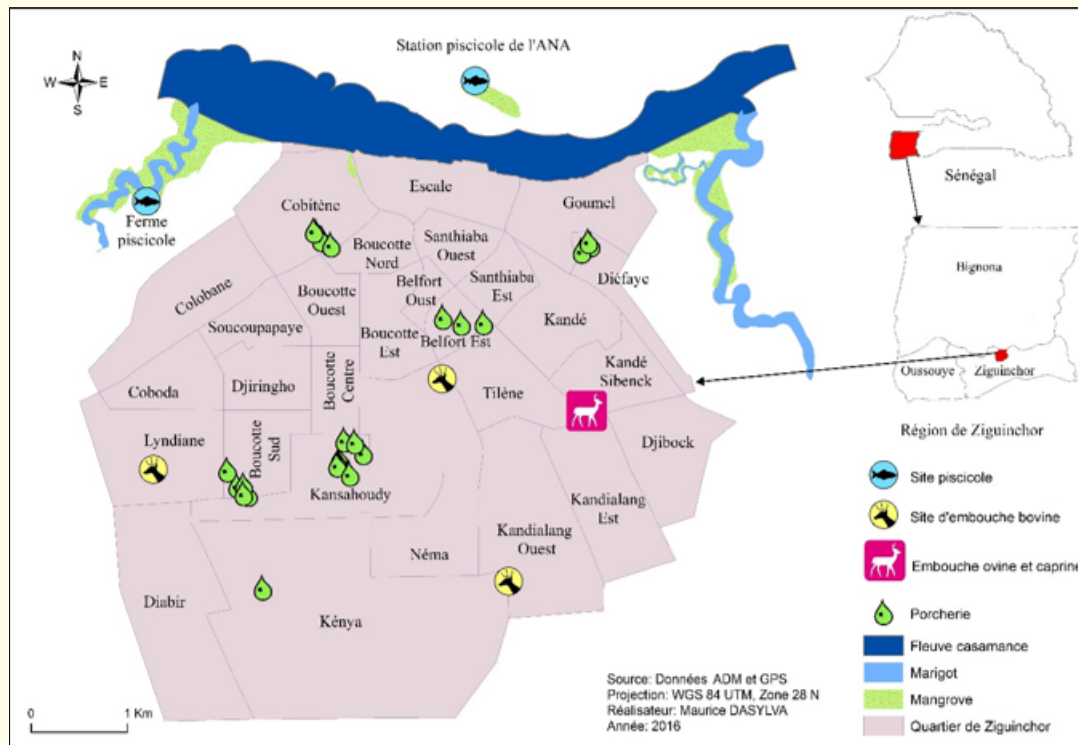 Station piscicole de l'ANA
N
W E
S
Sénégal
Ferme
piscicole
Escale
Goumel
Cobitène
Boucotte
Nord
Santhiaba
Ouest
Santhiaba
Est
Diéfaye
Bignona
Colobane
Boucotte
Ouest
Belfort
Oust
Soucoupapaye
Boucotte
Est
Belfort Est
Kandé
Kandé
Sibenck
Oussouye
Ziguinchor
Coboda
Djiringho
Boucotte
Centre
Tilène
Région de Ziguinchor
Lyndiane
Boucotte
Sud
Kansahoudy
Djibock
Kandialang
Est
Kandialang
Ouest
Néma
Diabir
Kénya
Site piscicole
Site d'embouche bovine
Embouche ovine et caprine
Porcherie
Fleuve casamance
Marigot
Mangrove
Quartier de Ziguinchor
Source: Données ADM et GPS
Projection: WGS 84 UTM, Zone 28 N
Réalisateur: Maurice DASYLVA
Année: 2016
0 1 Km